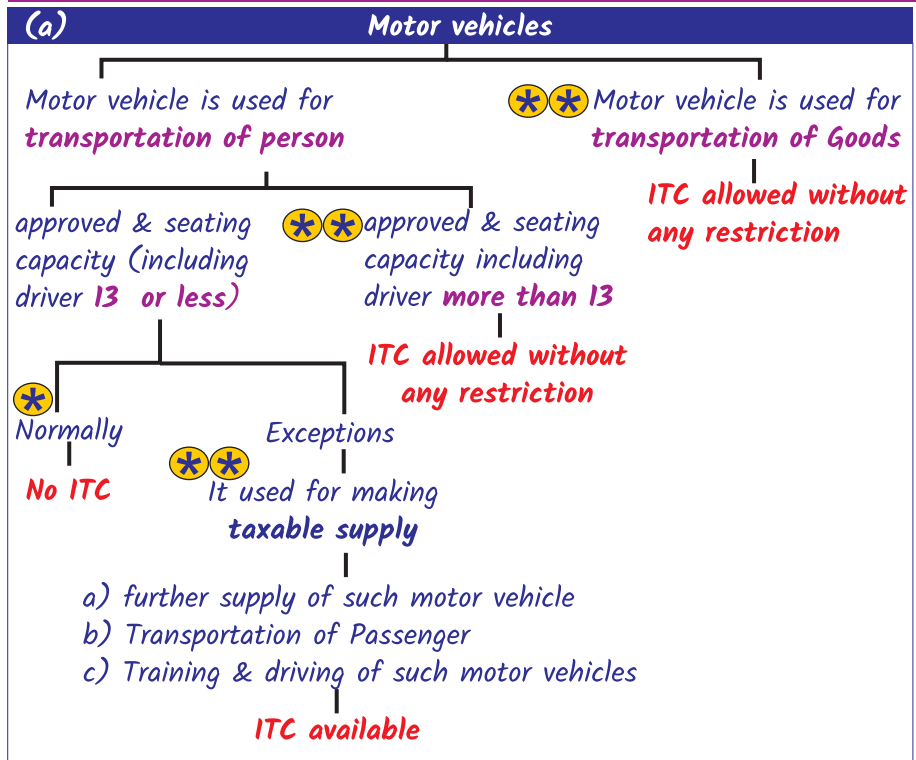 (a) Motor vehicles
Motor vehicle is used for
transportation of person
Motor vehicle is used for
transportation of Goods
ITC allowed without
any restriction
approved & seating
capacity (including
driver 13 or less)
approved & seating
capacity including
driver more than 13
ITC allowed without
any restriction
Normally
No ITC
Exceptions
It used for making
taxable supply
a) further supply of such motor vehicle
b) Transportation of Passenger
c) Training & driving of such motor vehicles
ITC available